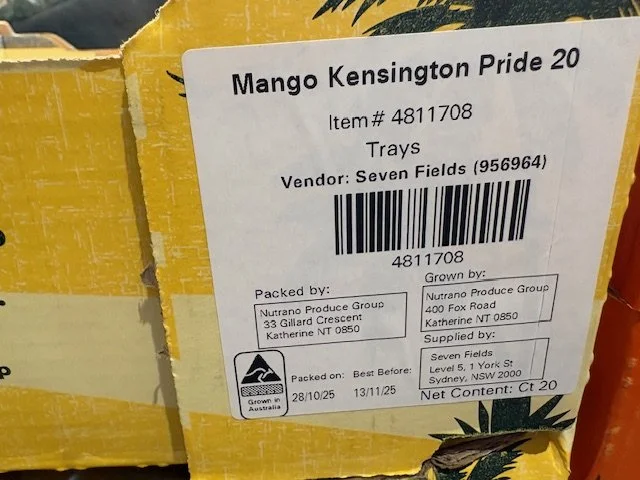 Mango Kensington Pride 20
Item# 4811708
Trays
Vendor: Seven Fields (956964)
4811708
Packed by:
Nutrano Produce Group
33 Gillard Crescent
Katherine NT 0850
Grown by:
Nutrano Produce Group
400 Fox Road
Katherine NT 0850
Supplied by:
Seven Fields
Level 5, 1 York St
Sydney, NSW 2000
Grown in
Australia
Packed on:
28/10/25
Best Before:
13/11/25
Net Content: Ct 20